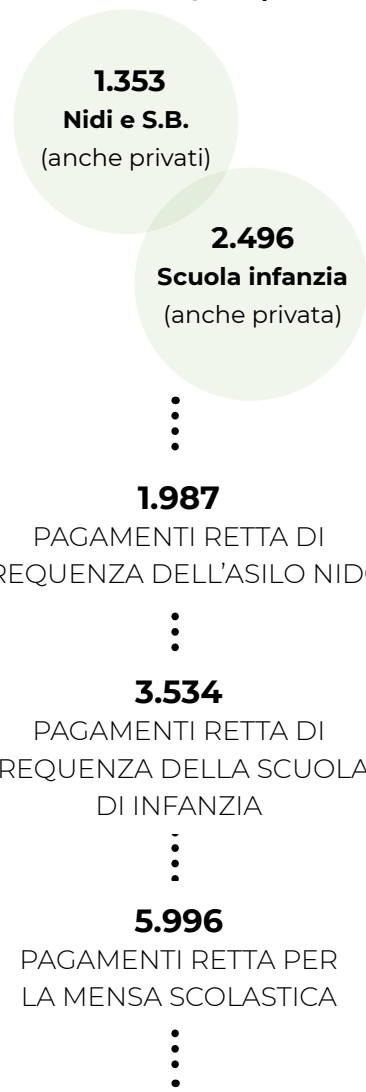 1.353
Nidi e S.B.
(anche privati)
2.496
Scuola infanzia
(anche privata)
1.987
PAGAMENTI RETTA DI
REQUENZA DELL'ASILO NIDO
3.534
PAGAMENTI RETTA DI
REQUENZA DELLA SCUOLA
DI INFANZIA
5.996
PAGAMENTI RETTA PER
LA MENSA SCOLASTICA